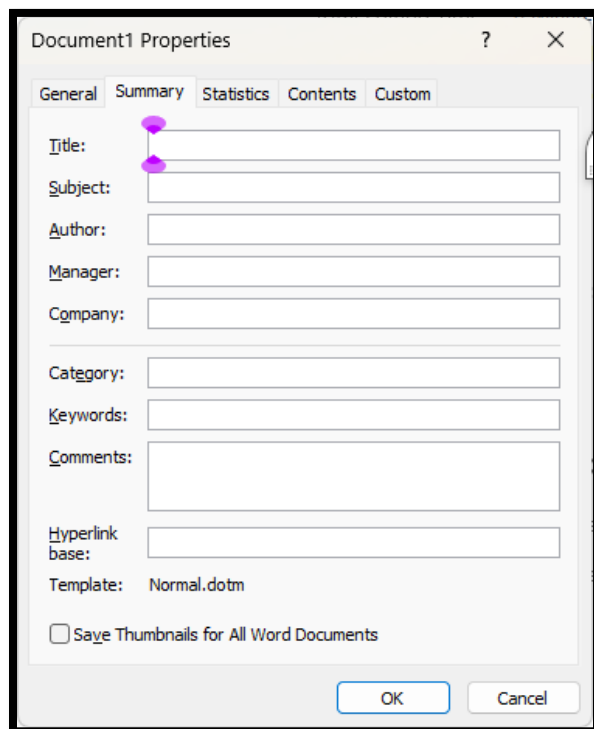 Document1 Properties ?
General Summary Statistics Contents Custom
Title:
Subject:
Author:
Manager:
Company:
Category:
Keywords:
Comments:
Hyperlink
base:
Template: Normal.dotm
Save Thumbnails for All Word Documents
OK Cancel